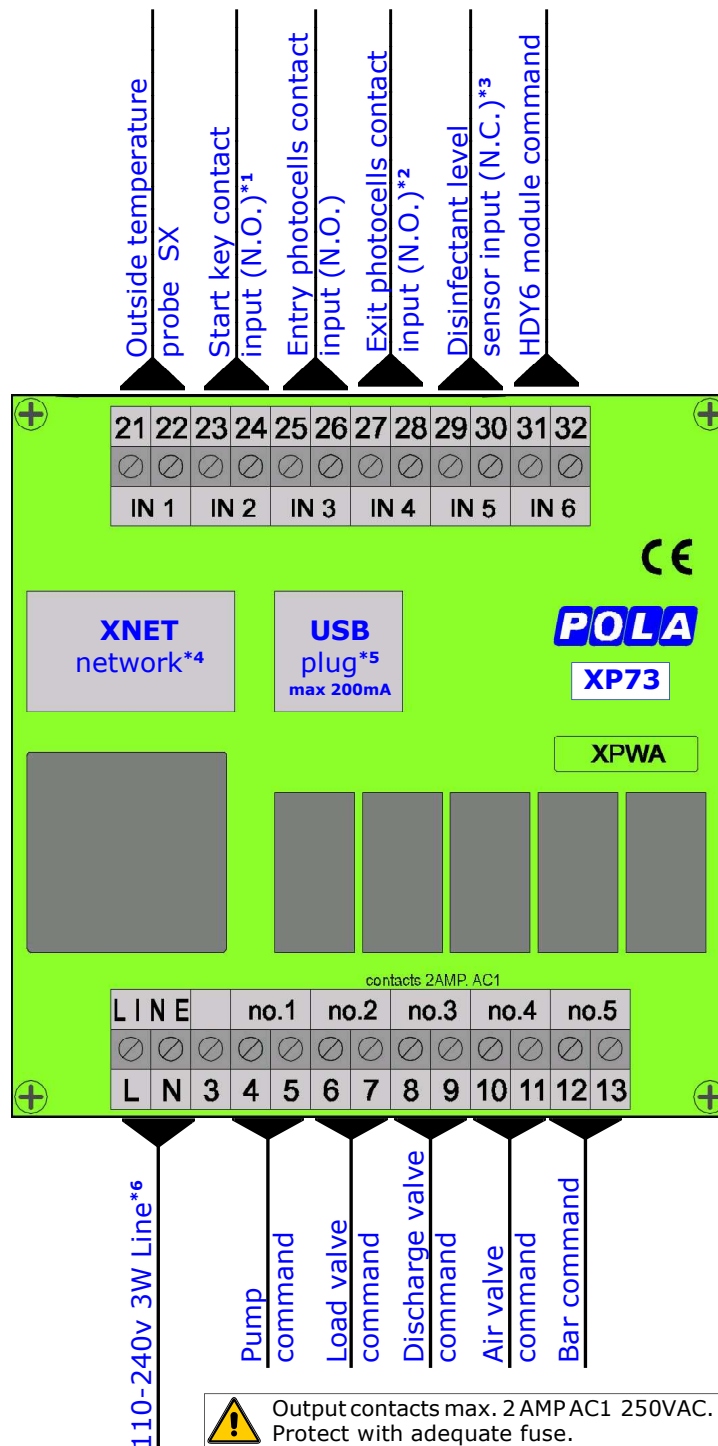 Outside temperature
probe SX
Start key contact
input (N.O.)*1
Entry photocells contact
input (N.O.)
Exit photocells contact
input (N.O.)*2
Disinfectant level
sensor input (N.C.)*3
HDY6 module command
21 22 23 24 25 26 27 28 29 30 31 32
IN 1 IN 2 IN 3 IN 4 IN 5 IN 6
CE
XNET
network*4
USB
plug*5
max 200mA
POLA
XP73
XPWA
contacts 2AMP. AC1
LINE no.1 no.2 no.3 no.4 no.5
L N 3 4 5 6 7 8 9 10 11 12 13
110-240v 3W Line*6
Pump
command
Load valve
command
Discharge valve
command
Air valve
command
Bar command
Output contacts max. 2 AMP AC1 250VAC.
Protect with adequate fuse.